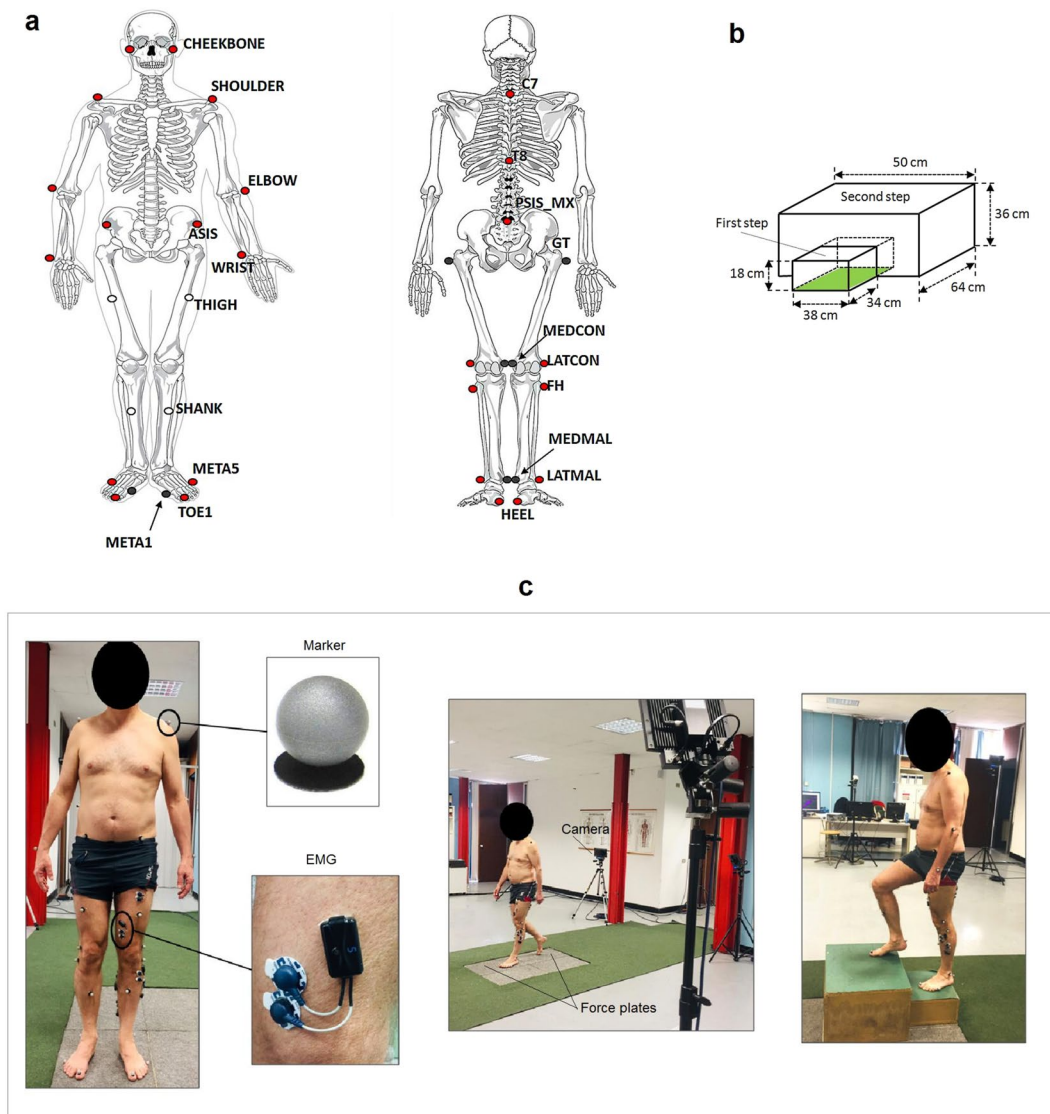 a
CHEEKBONE
SHOULDER
ELBOW
ASIS
WRIST
THIGH
SHANK
META5
TOE1
META1
C7
T8
PSIS_MX
GT
MEDCON
LATCON
FH
MEDMAL
LATMAL
HEEL
b
50 cm
Second step
36 cm
First step
18 cm
64 cm
34 cm
38 cm
c
Marker
EMG
Camera
Force plates